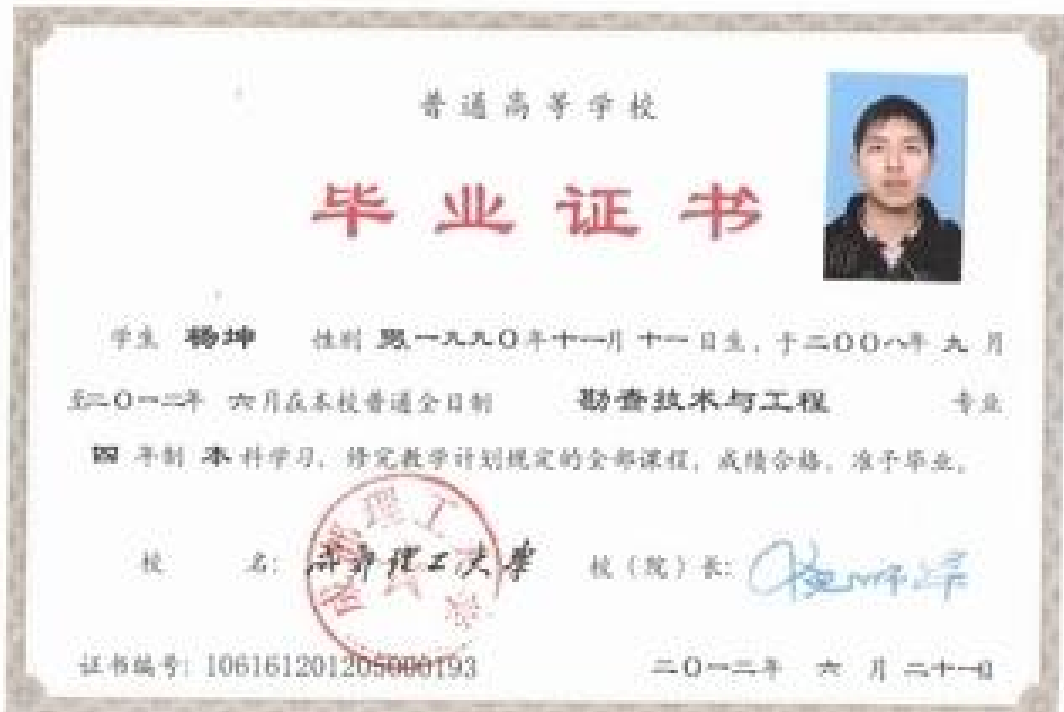 普通高等学校
毕业证书
学生 杨坤 性别 男,一九九〇年十一月 十一 日生, 于二〇〇八年 九 月
至二〇一二年 六月在本校普通全日制 勘查技术与工程 专业
四 年制 本 科学习, 修完教学计划规定的全部课程, 成绩合格, 准予毕业。
校 名: 成都理工大学 校(院)长:
证书编号: 106161201205000193 二〇一二年 六 月 二十一日